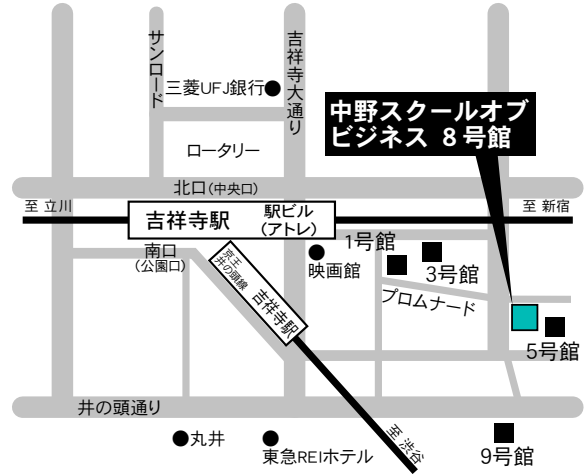 サンロード
吉祥寺大通り
三菱UFJ銀行
中野スクールオブ
ビジネス 8号館
ロータリー
北口(中央口)
至 立川
至 新宿
吉祥寺駅
駅ビル
(アトレ)
南口
(公園口)
京王
井の頭線
吉祥寺駅
映画館
1号館
3号館
プロムナード
5号館
井の頭通り
丸井
東急REIホテル
至 渋谷
9号館